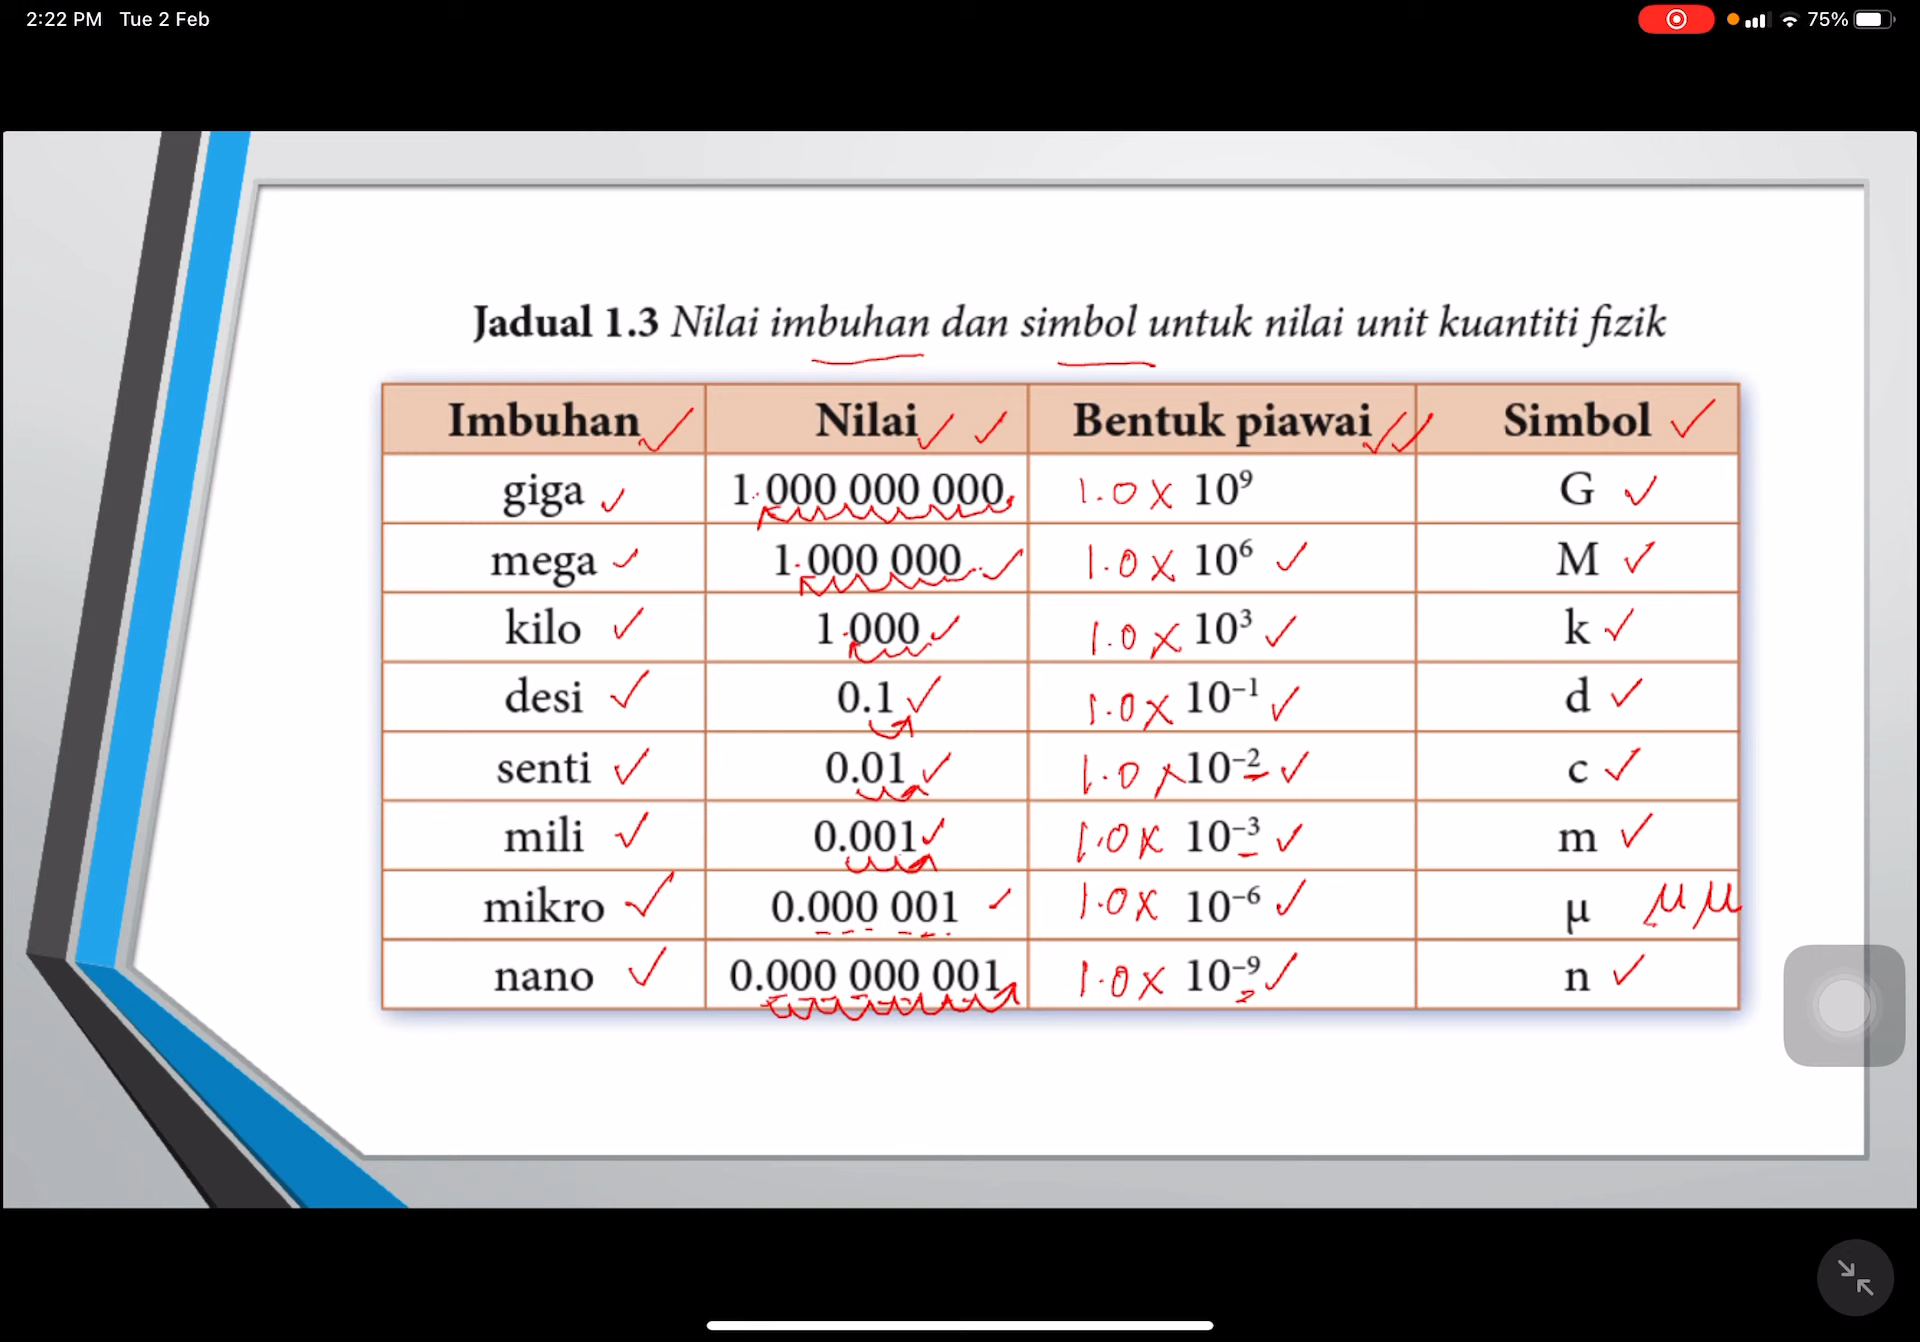 2:22 PM Tue 2 Feb 75%
Jadual 1.3 Nilai imbuhan dan simbol untuk nilai unit kuantiti fizik
Imbuhan Nilai Bentuk piawai Simbol
giga 1 000 000 000 1.0 x 10⁹ G
mega 1 000 000 1.0 x 10⁶ M
kilo 1 000 1.0 x 10³ k
desi 0.1 1.0 x 10⁻¹ d
senti 0.01 1.0 x 10⁻² c
mili 0.001 1.0 x 10⁻³ m
mikro 0.000 001 1.0 x 10⁻⁶ µ µ µ
nano 0.000 000 001 1.0 x 10⁻⁹ n